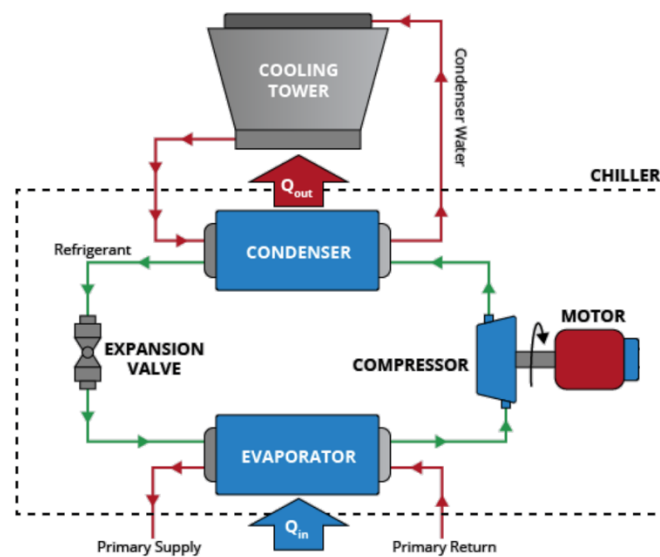 COOLING
TOWER
Condenser Water
CHILLER
Qout
CONDENSER
Refrigerant
EXPANSION
VALVE
COMPRESSOR
MOTOR
EVAPORATOR
Qin
Primary Supply
Primary Return